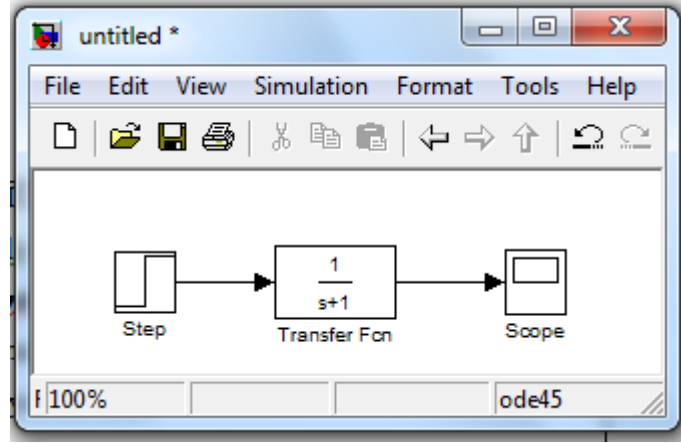 untitled *
File Edit View Simulation Format Tools Help
1
s+1
Step
Transfer Fcn
Scope
100%
ode45